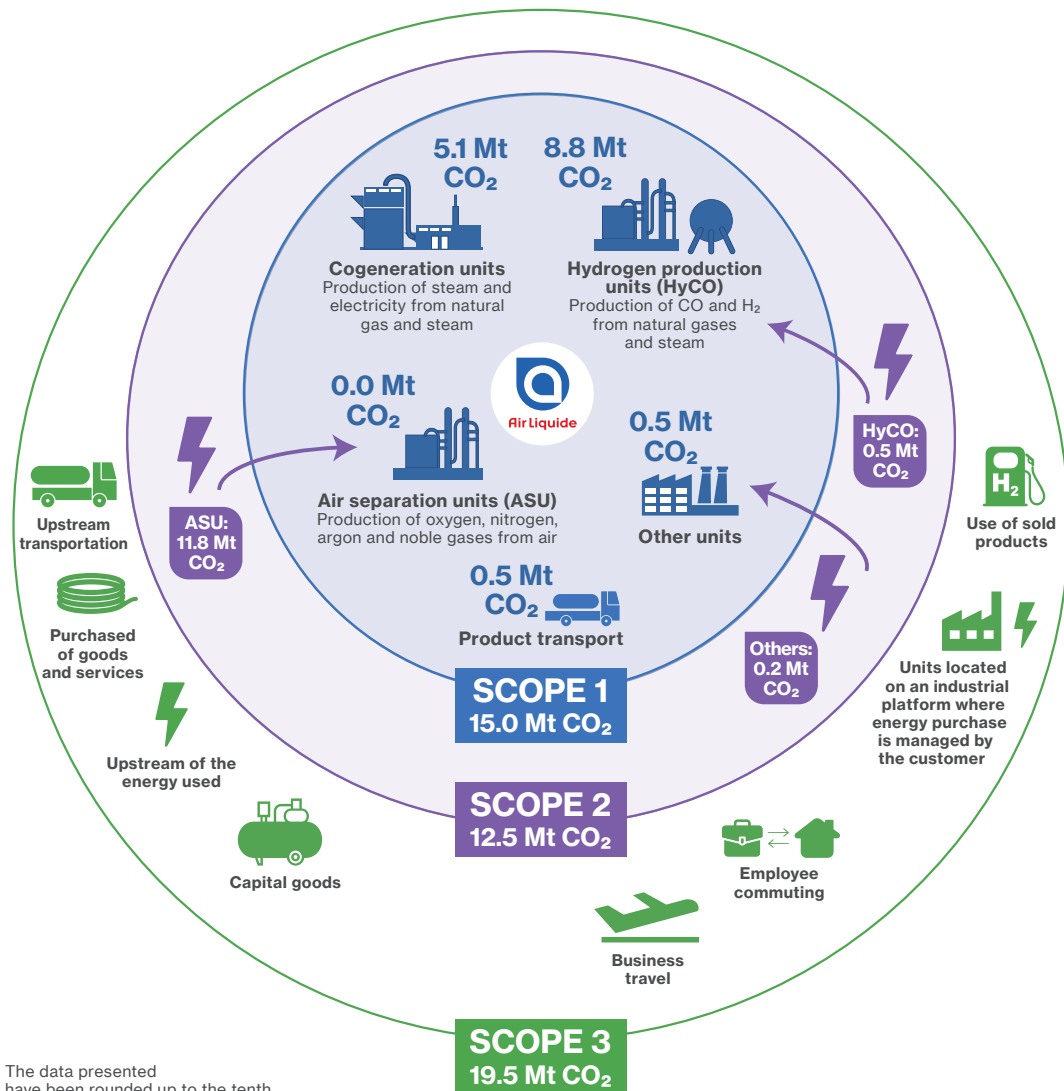 5.1 Mt
CO₂
8.8 Mt
CO₂
Cogeneration units
Production of steam and
electricity from natural
gas and steam
Hydrogen production
units (HyCO)
Production of CO and H₂
from natural gases
and steam
Air Liquide
0.0 Mt
CO₂
Air separation units (ASU)
Production of oxygen, nitrogen,
argon and noble gases from air
0.5 Mt
CO₂
Other units
0.5 Mt
CO₂
Product transport
SCOPE 1
15.0 Mt CO₂
ASU:
11.8 Mt
CO₂
HyCO:
0.5 Mt
CO₂
Others:
0.2 Mt
CO₂
SCOPE 2
12.5 Mt CO₂
Upstream
transportation
Purchased
of goods
and services
Upstream of the
energy used
Capital goods
Business
travel
Employee
commuting
Units located
on an industrial
platform where
energy purchase
is managed by
the customer
H₂
Use of sold
products
SCOPE 3
19.5 Mt CO₂
The data presented
have been rounded up to the tenth